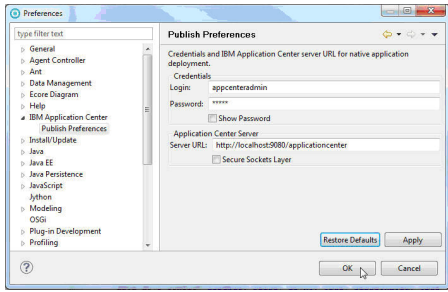 Preferences
type filter text
General
Agent Controller
Ant
Data Management
Ecore Diagram
Help
IBM Application Center
Publish Preferences
Install/Update
Java
Java EE
Java Persistence
JavaScript
Jython
Modeling
OSGi
Plug-in Development
Profiling
Publish Preferences
Credentials and IBM Application Center server URL for native application
deployment.
Credentials
Login: appcenteradmin
Password: *****
Show Password
Application Center Server
Server URL: http://localhost:9080/applicationcenter
Secure Sockets Layer
Restore Defaults Apply
OK Cancel